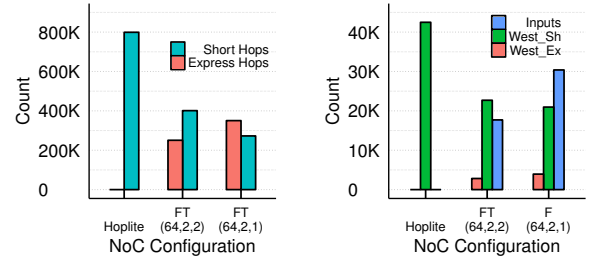 800K
600K
400K
200K
0
Count
Short Hops
Express Hops
Hoplite
FT
(64,2,2)
FT
(64,2,1)
NoC Configuration
40K
30K
20K
10K
0
Count
Inputs
West_Sh
West_Ex
Hoplite
FT
(64,2,2)
F
(64,2,1)
NoC Configuration